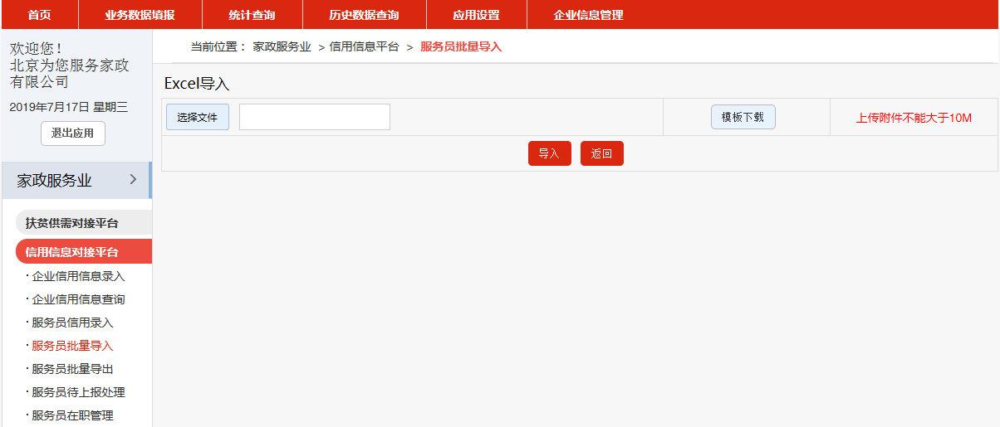 首页 业务数据填报 统计查询 历史数据查询 应用设置 企业信息管理
欢迎您！
北京为您服务家政
有限公司
2019年7月17日 星期三
退出应用
家政服务业
扶贫供需对接平台
信用信息对接平台
· 企业信用信息录入
· 企业信用信息查询
· 服务员信用录入
· 服务员批量导入
· 服务员批量导出
· 服务员待上报处理
· 服务员在职管理
当前位置： 家政服务业 > 信用信息平台 > 服务员批量导入
Excel导入
选择文件 模板下载 上传附件不能大于10M
导入 返回